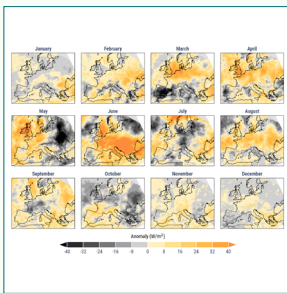 January February March April
May June July August
September October November December
Anomaly (W/m²)
-40 -32 -24 -16 -8 0 8 16 24 32 40